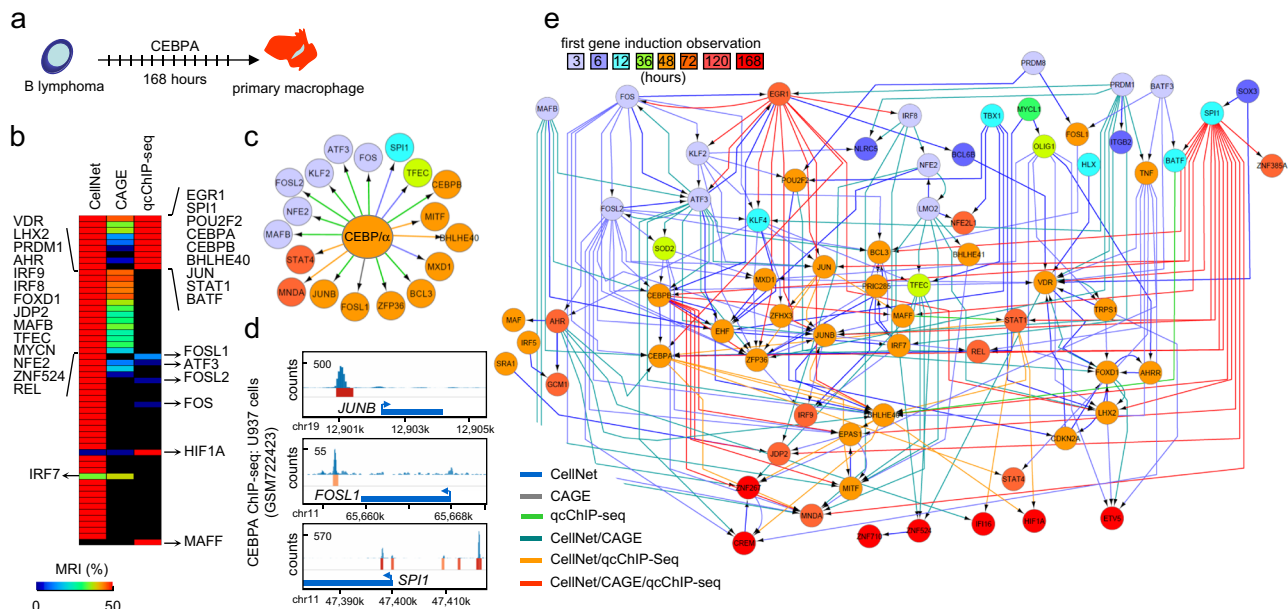 a
CEBPA
168 hours
B lymphoma
primary macrophage
b
CellNet
CAGE
qcChIP-seq
VDR
LHX2
PRDM1
AHR
IRF9
IRF8
FOXD1
JDP2
MAFB
TFEC
MYCN
NFE2
ZNF524
REL
IRF7
EGR1
SPI1
POU2F2
CEBPA
CEBPB
BHLHE40
JUN
STAT1
BATF
FOSL1
ATF3
FOSL2
FOS
HIF1A
MAFF
MRI (%)
0 50
c
CEBP/α
ATF3
FOS
SPI1
TFEC
CEBPB
MITF
BHLHE40
MXD1
BCL3
ZFP36
FOSL1
JUNB
MNDA
STAT4
MAFB
NFE2
FOSL2
KLF2
d
CEBPA ChIP-seq: U937 cells
(GSM722423)
counts
500
JUNB
chr19 12,901k 12,903k 12,905k
counts
55
FOSL1
chr11 65,660k 65,668k
counts
570
SPI1
chr11 47,390k 47,400k 47,410k
e
first gene induction observation
3 6 12 36 48 72 120 168
(hours)
PRDM8
MAFB
FOS
EGR1
PRDM1
BATF3
SOX3
IRF8
TBX1
MYCL1
FOSL1
SPI1
KLF2
NLRC5
BCL6B
OLIG1
ITGB2
NFE2
HLX
BATF
TNF
ZNF385A
POU2F2
FOSL2
ATF3
KLF4
LMO2
NFE2L1
SOD2
BCL3
BHLHE41
JUN
MXD1
PRIC285
TFEC
VDR
CEBPB
ZFHX3
MAFF
TRPS1
MAF
AHR
EHF
JUNB
STAT1
IRF5
IRF7
REL
SRA1
CEBPA
ZFP36
FOXD1
AHRR
GCM1
IRF9
BHLHE40
LHX2
EPAS1
CDKN2A
JDP2
STAT4
ZNF267
MITF
MNDA
CREM
ZNF710
ZNF524
IFI16
HIF1A
ETV5
CellNet
CAGE
qcChIP-seq
CellNet/CAGE
CellNet/qcChIP-Seq
CellNet/CAGE/qcChIP-seq